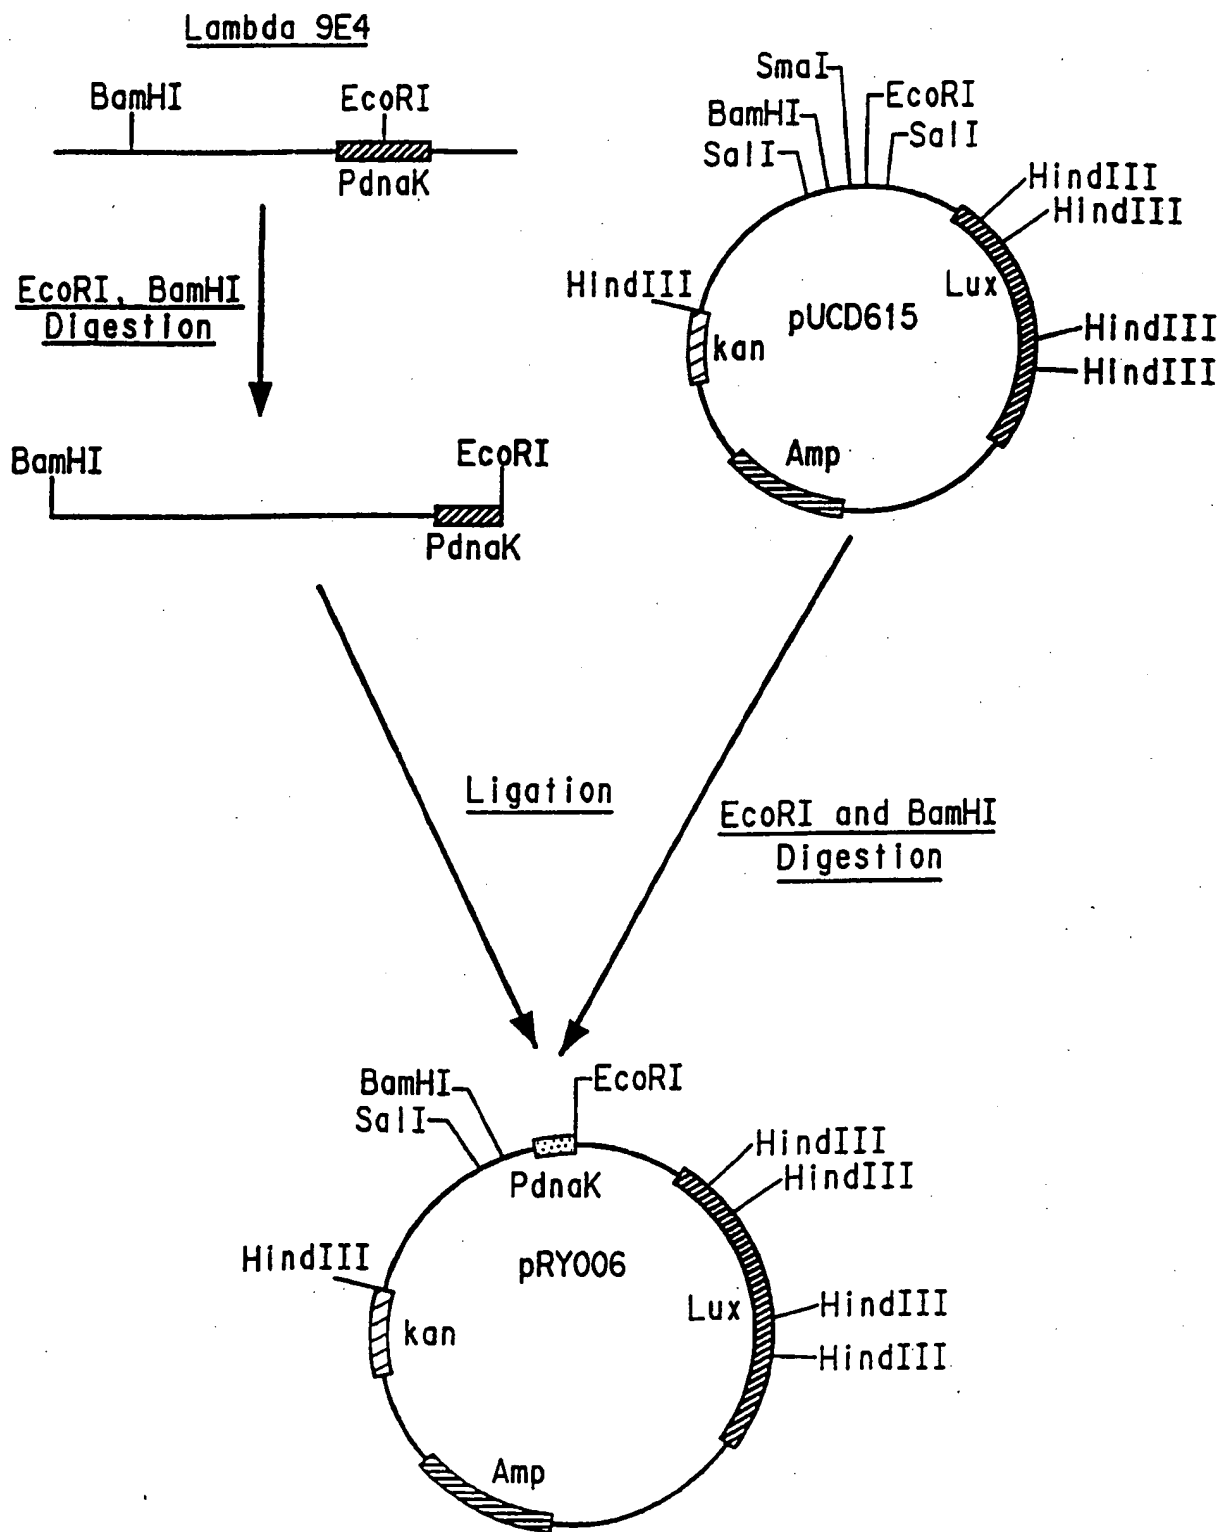 Lambda 9E4
BamHI
EcoRI
PdnaK
EcoRI, BamHI
Digestion
BamHI
EcoRI
PdnaK
SmaI
EcoRI
BamHI
SalI
SalI
HindIII
HindIII
HindIII
Lux
pUCD615
kan
HindIII
HindIII
Amp
Ligation
EcoRI and BamHI
Digestion
BamHI
EcoRI
SalI
PdnaK
HindIII
HindIII
HindIII
pRY006
Lux
HindIII
kan
HindIII
Amp